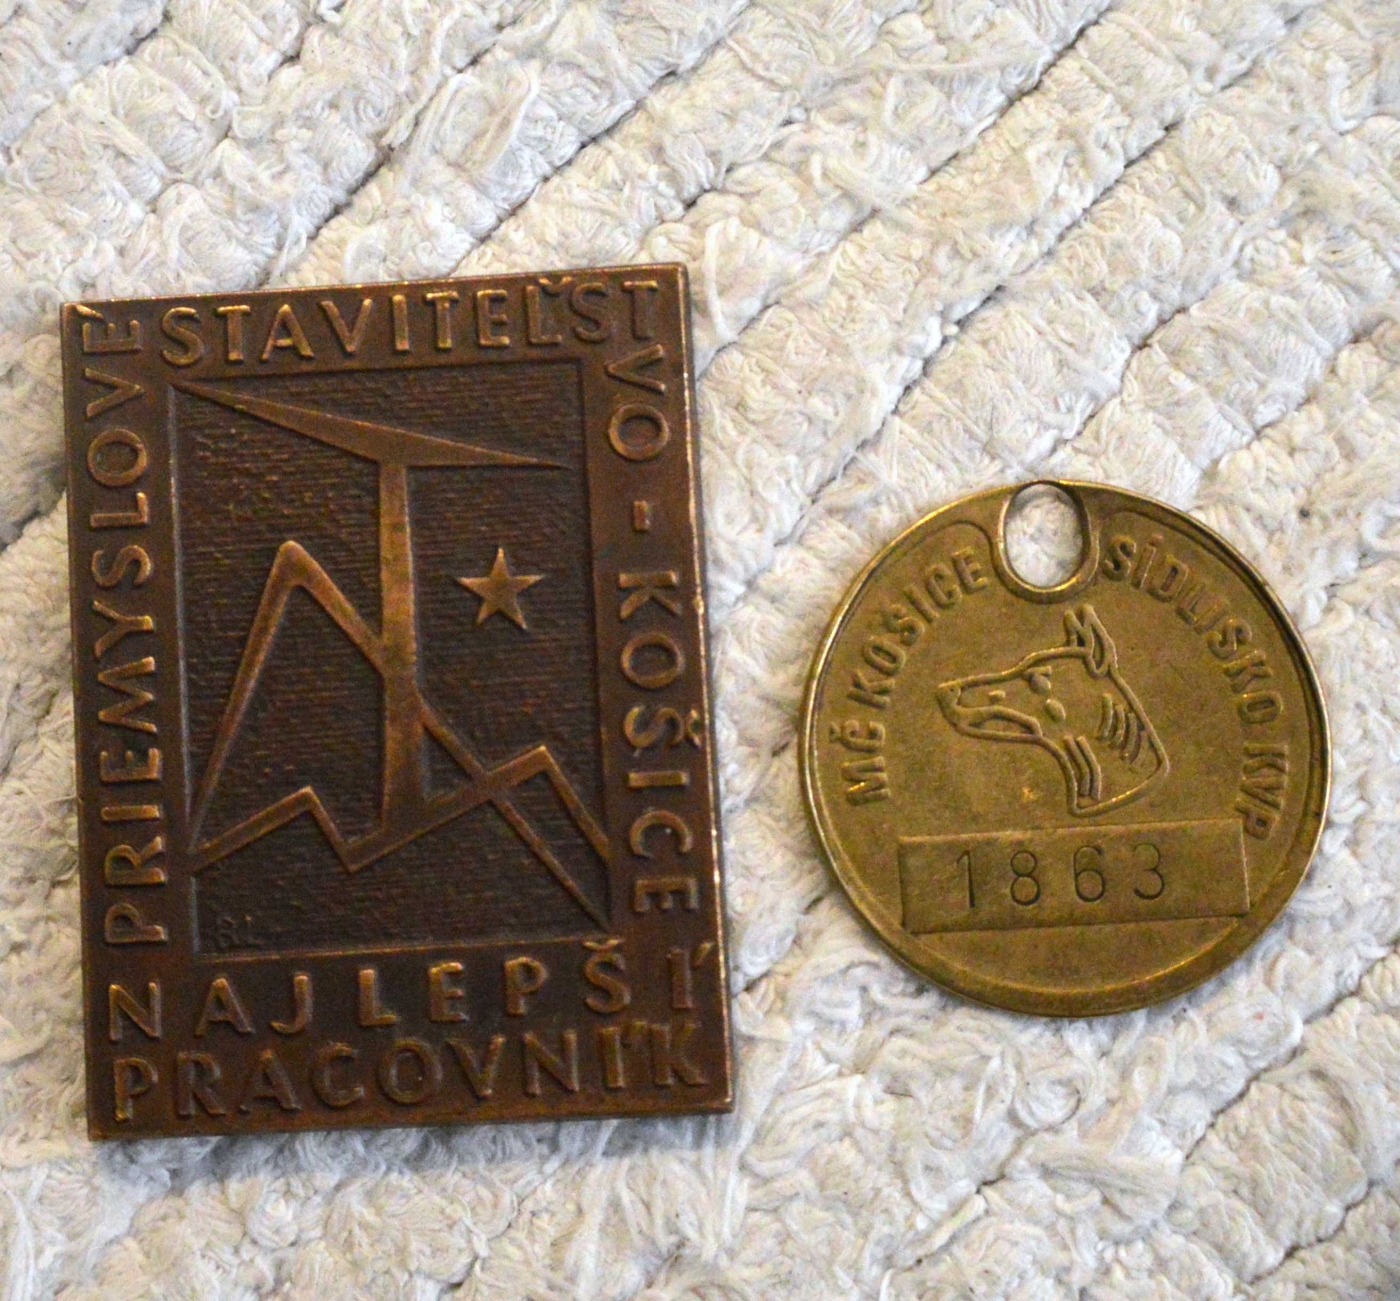 PRIEMYSLOVÉ
STAVITEĽSTVO - KOŠICE
NAJLEPŠÍ
PRACOVNÍK
MČ KOŠICE SÍDLISKO KVP
1863